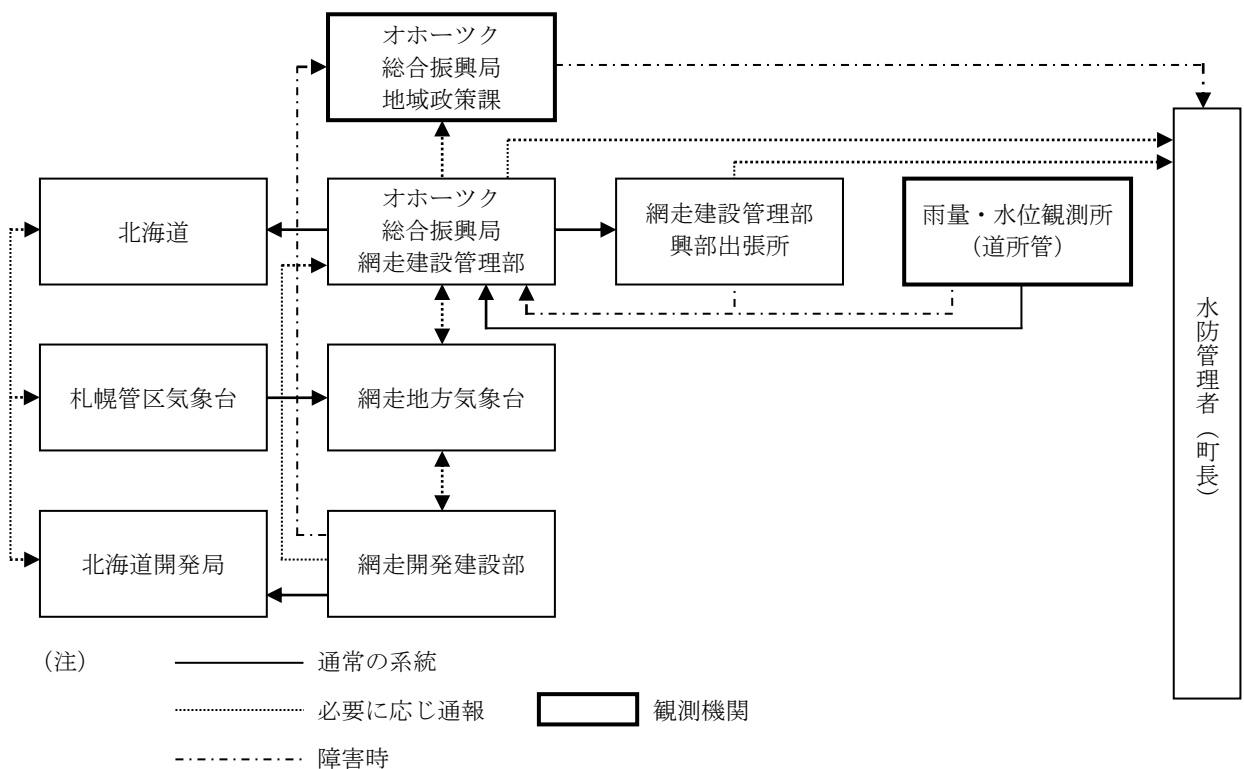 オホーツク
総合振興局
地域政策課
北海道
オホーツク
総合振興局
網走建設管理部
網走建設管理部
興部出張所
雨量・水位観測所
（道所管）
水防管理者（町長）
札幌管区気象台
網走地方気象台
北海道開発局
網走開発建設部
（注）
通常の系統
必要に応じ通報
観測機関
障害時